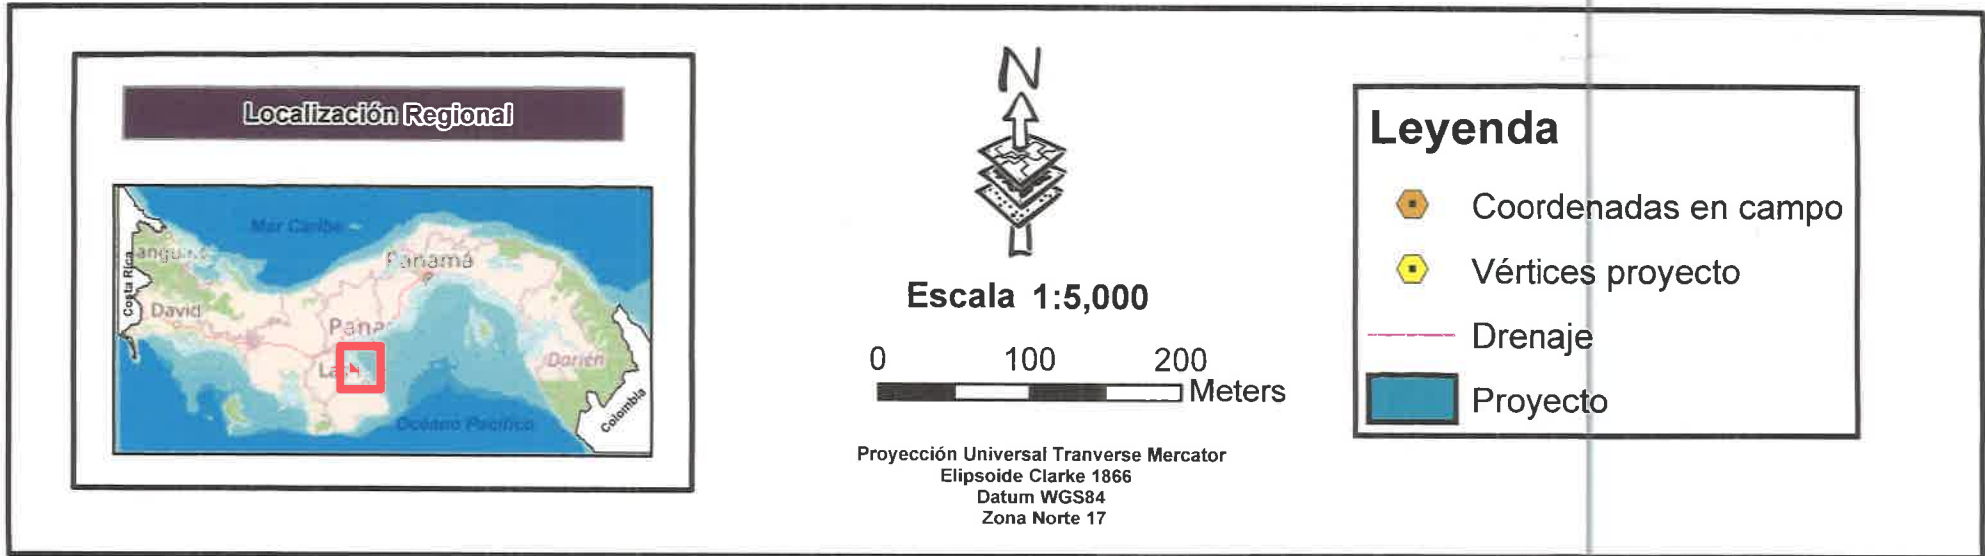 Localización Regional
Mar Caribe
Costa Rica
Panamá
David
Darién
Colombia
Océano Pacífico
N
Escala 1:5,000
0 100 200
Meters
Proyección Universal Tranverse Mercator
Elipsoide Clarke 1866
Datum WGS84
Zona Norte 17
Leyenda
Coordenadas en campo
Vértices proyecto
Drenaje
Proyecto